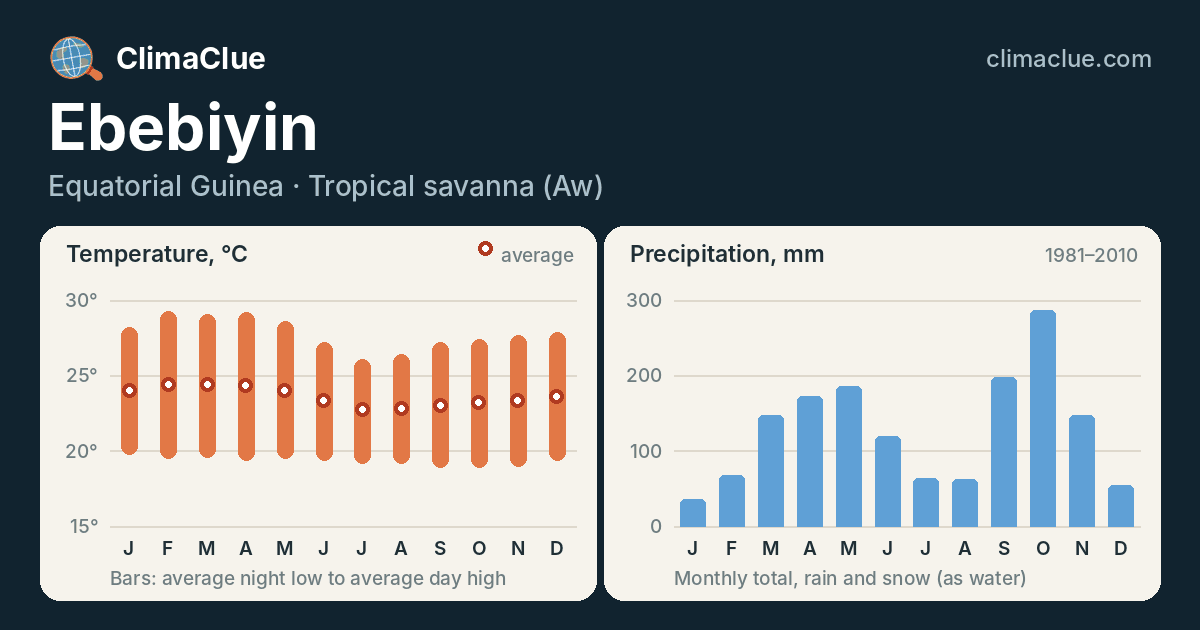 ClimaClue
climaclue.com
Ebebiyin
Equatorial Guinea · Tropical savanna (Aw)
Temperature, °C
average
30°
25°
20°
15°
J F M A M J J A S O N D
Bars: average night low to average day high
Precipitation, mm
1981–2010
300
200
100
0
J F M A M J J A S O N D
Monthly total, rain and snow (as water)